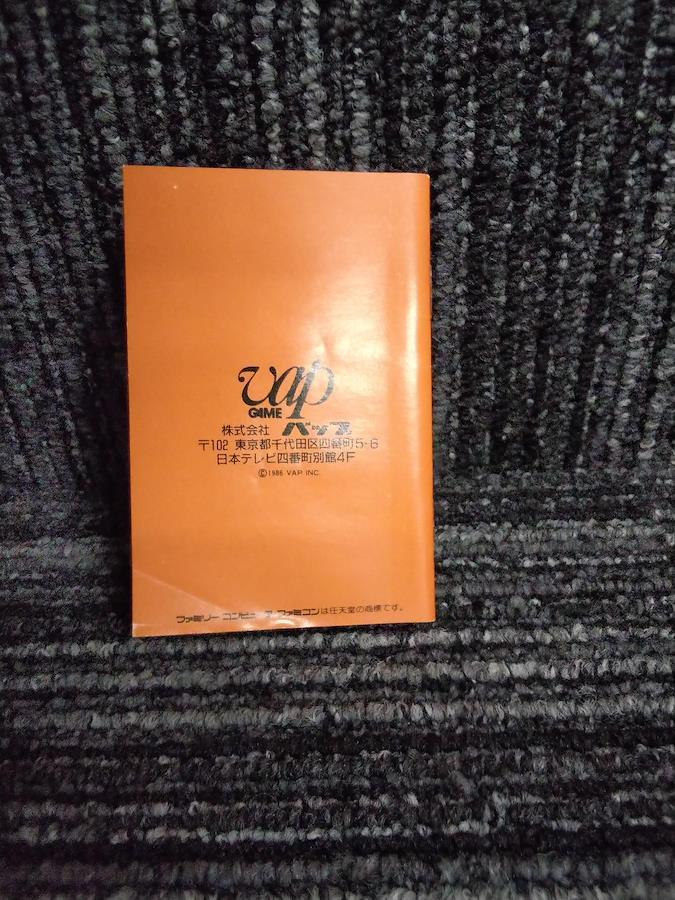 vap
GAME
株式会社 バップ
〒102 東京都千代田区四番町5-6
日本テレビ四番町別館4F
©1986 VAP INC.
ファミリーコンピュータ・ファミコンは任天堂の商標です。